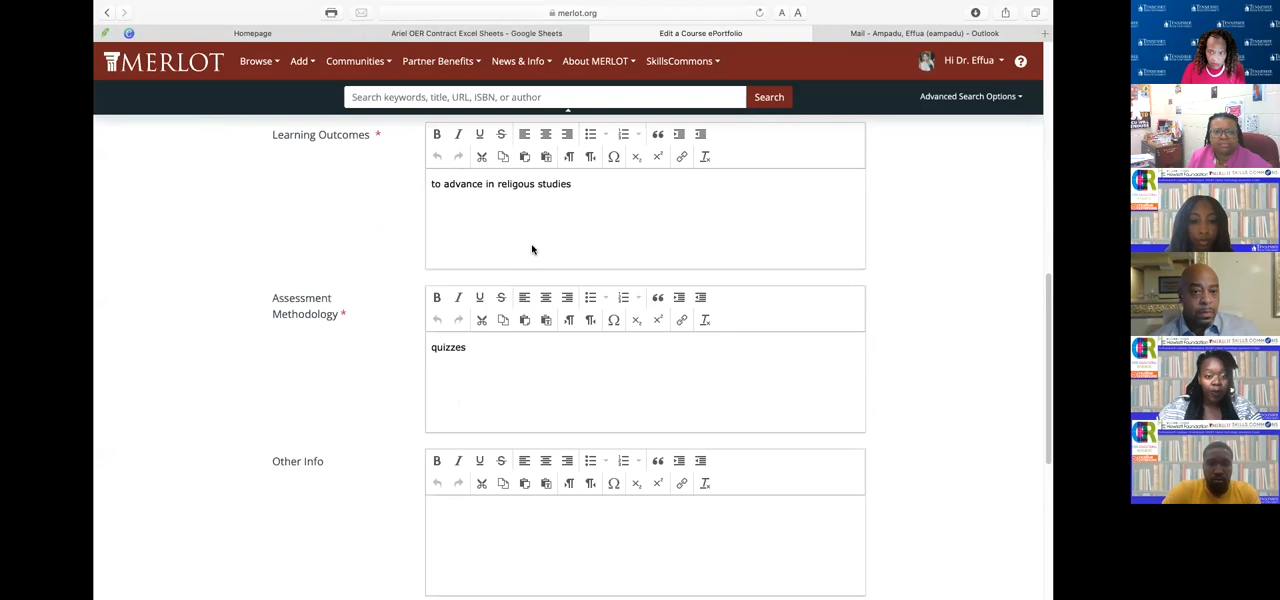 merlot.org
A A
Homepage
Ariel OER Contract Excel Sheets - Google Sheets
Edit a Course ePortfolio
Mail - Ampadu, Effua (eampadu) - Outlook
MERLOT
Browse
Add
Communities
Partner Benefits
News & Info
About MERLOT
SkillsCommons
Hi Dr. Effua
Search keywords, title, URL, ISBN, or author
Search
Advanced Search Options
Learning Outcomes *
to advance in religous studies
Assessment
Methodology *
quizzes
Other Info